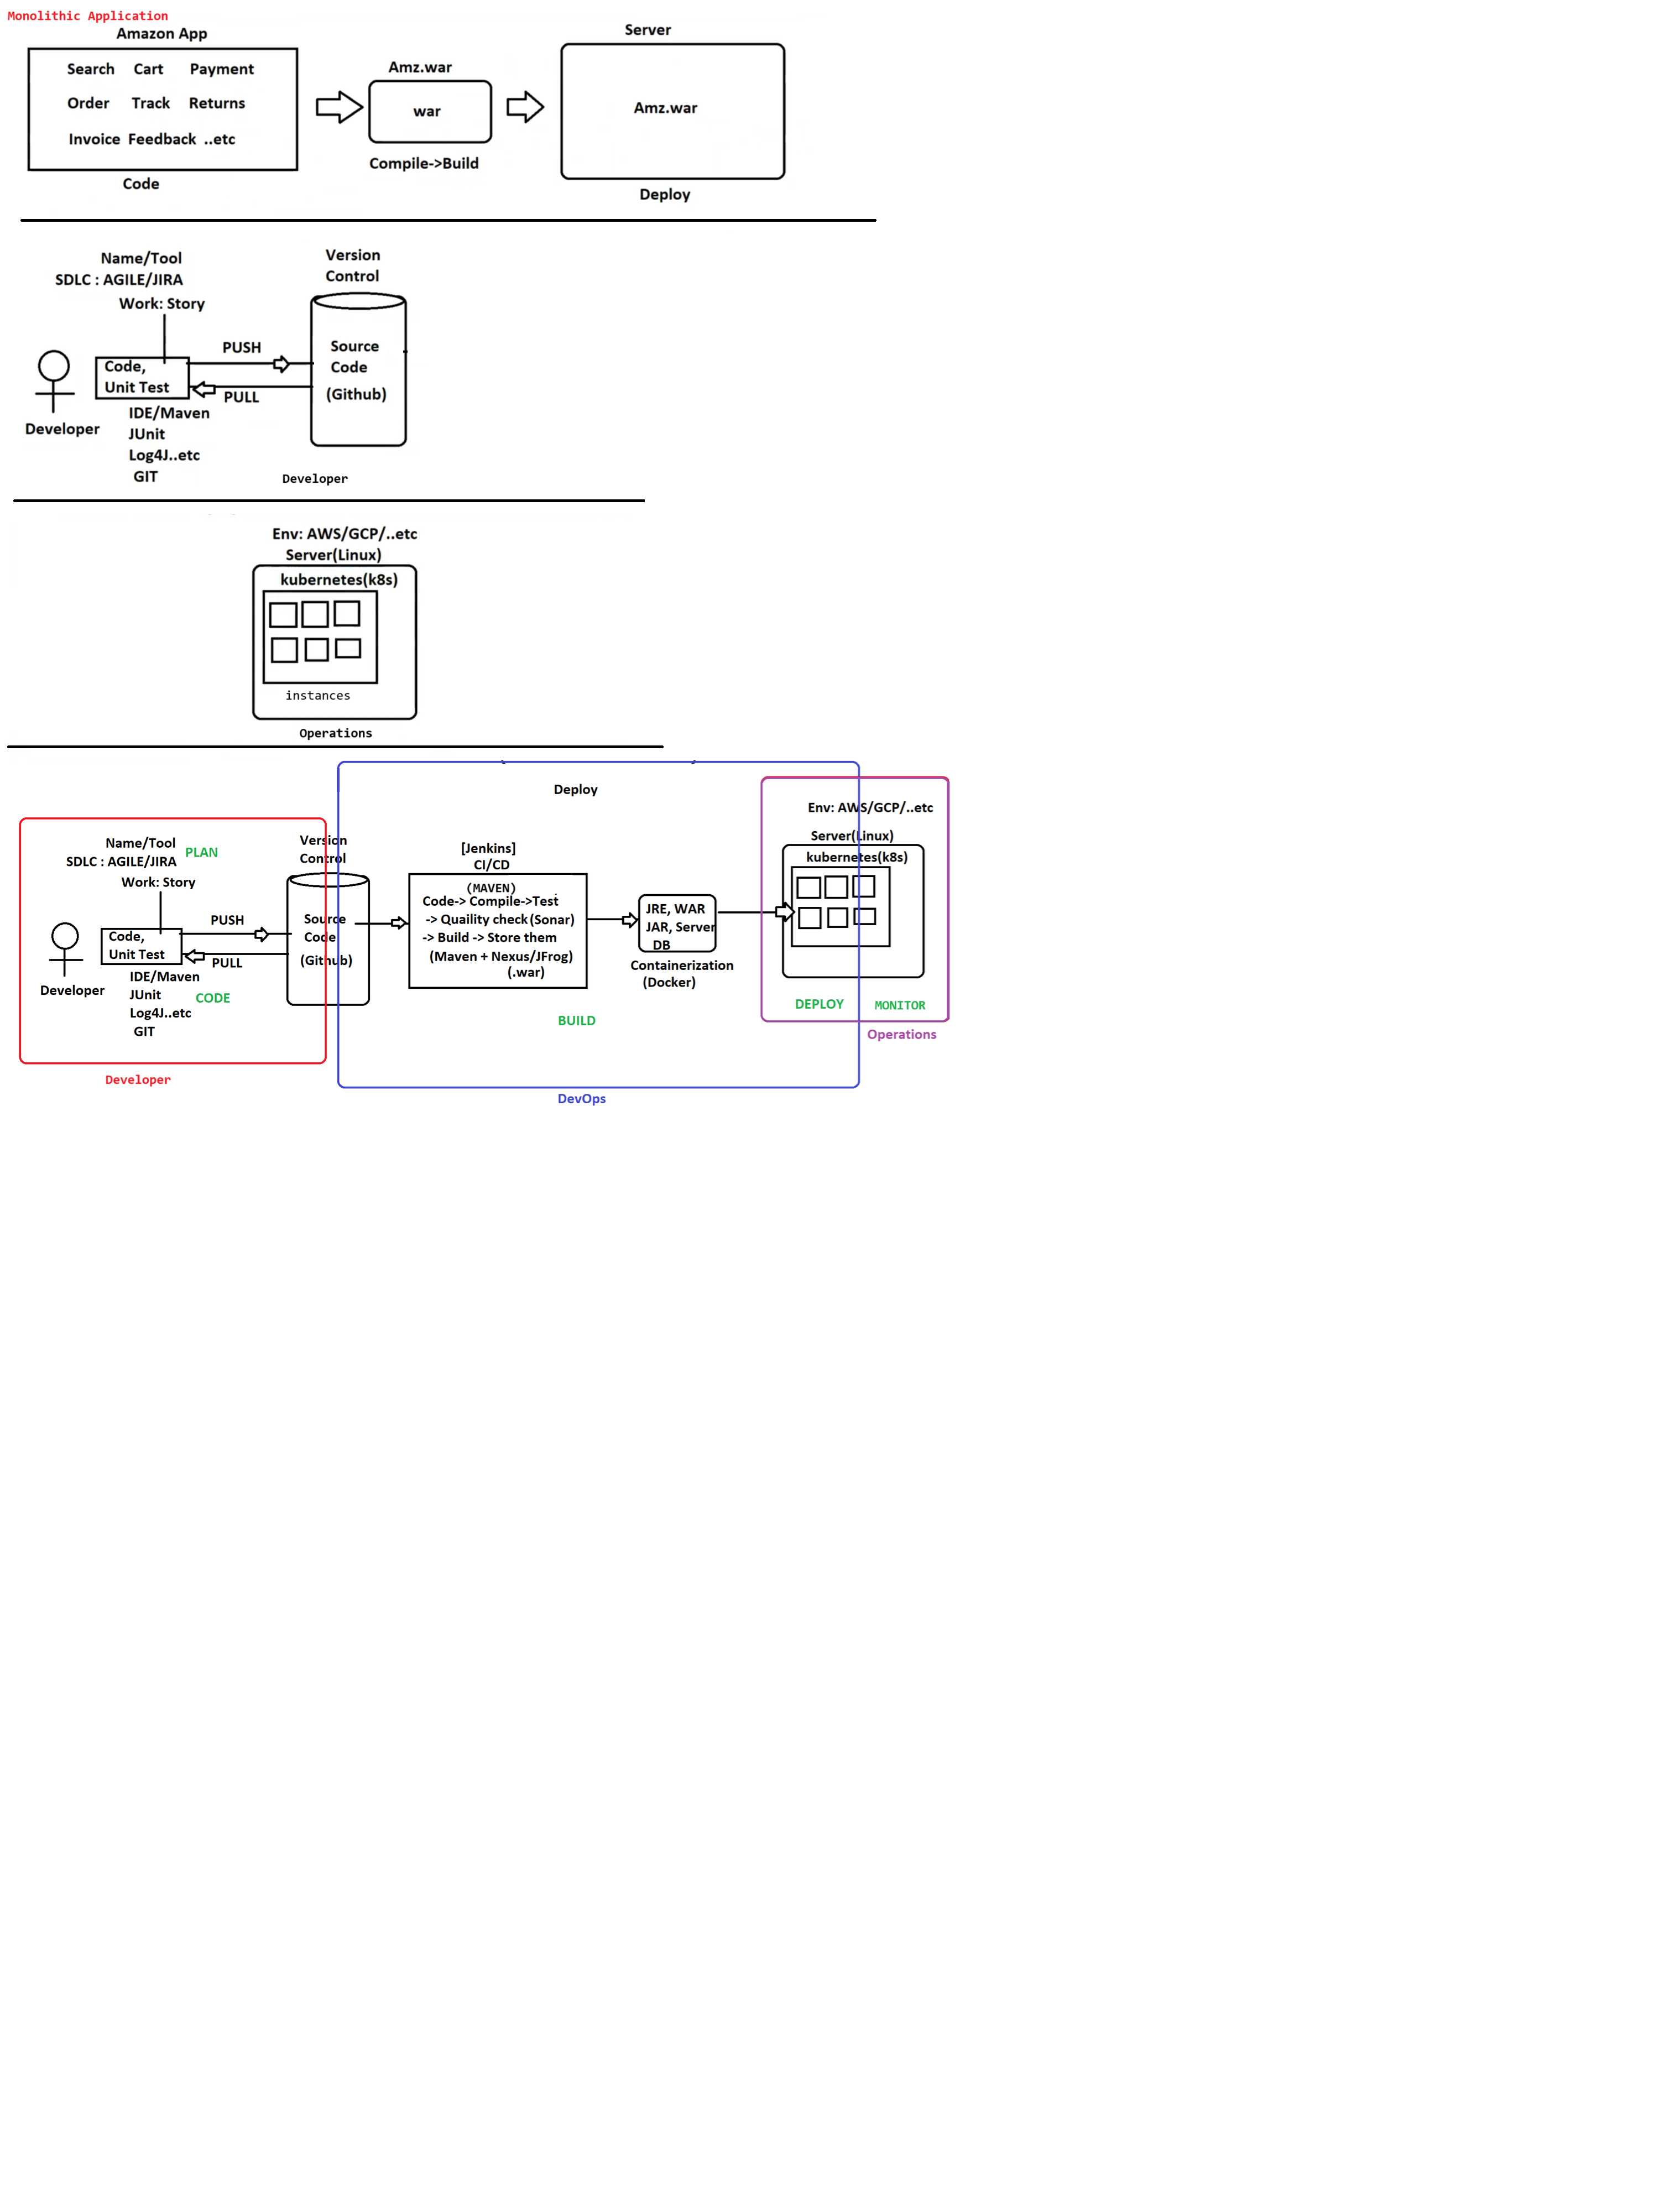 Monolithic Application
Amazon App
Search Cart Payment
Order Track Returns
Invoice Feedback ..etc
Code
Amz.war
war
Compile->Build
Server
Amz.war
Deploy
Name/Tool
SDLC : AGILE/JIRA
Work: Story
Code,
Unit Test
PUSH
PULL
IDE/Maven
JUnit
Log4J..etc
GIT
Developer
Version
Control
Source
Code
(Github)
Developer
Env: AWS/GCP/..etc
Server(Linux)
kubernetes(k8s)
instances
Operations
Name/Tool
SDLC : AGILE/JIRA
PLAN
Work: Story
Code,
Unit Test
PUSH
PULL
IDE/Maven
JUnit
Log4J..etc
GIT
CODE
Developer
Developer
Version
Control
Source
Code
(Github)
Deploy
[Jenkins]
CI/CD
(MAVEN)
Code-> Compile->Test
-> Quaility check(Sonar)
-> Build -> Store them
(Maven + Nexus/JFrog)
(.war)
BUILD
JRE, WAR
JAR, Server
DB
Containerization
(Docker)
DevOps
Env: AWS/GCP/..etc
Server(Linux)
kubernetes(k8s)
DEPLOY
MONITOR
Operations